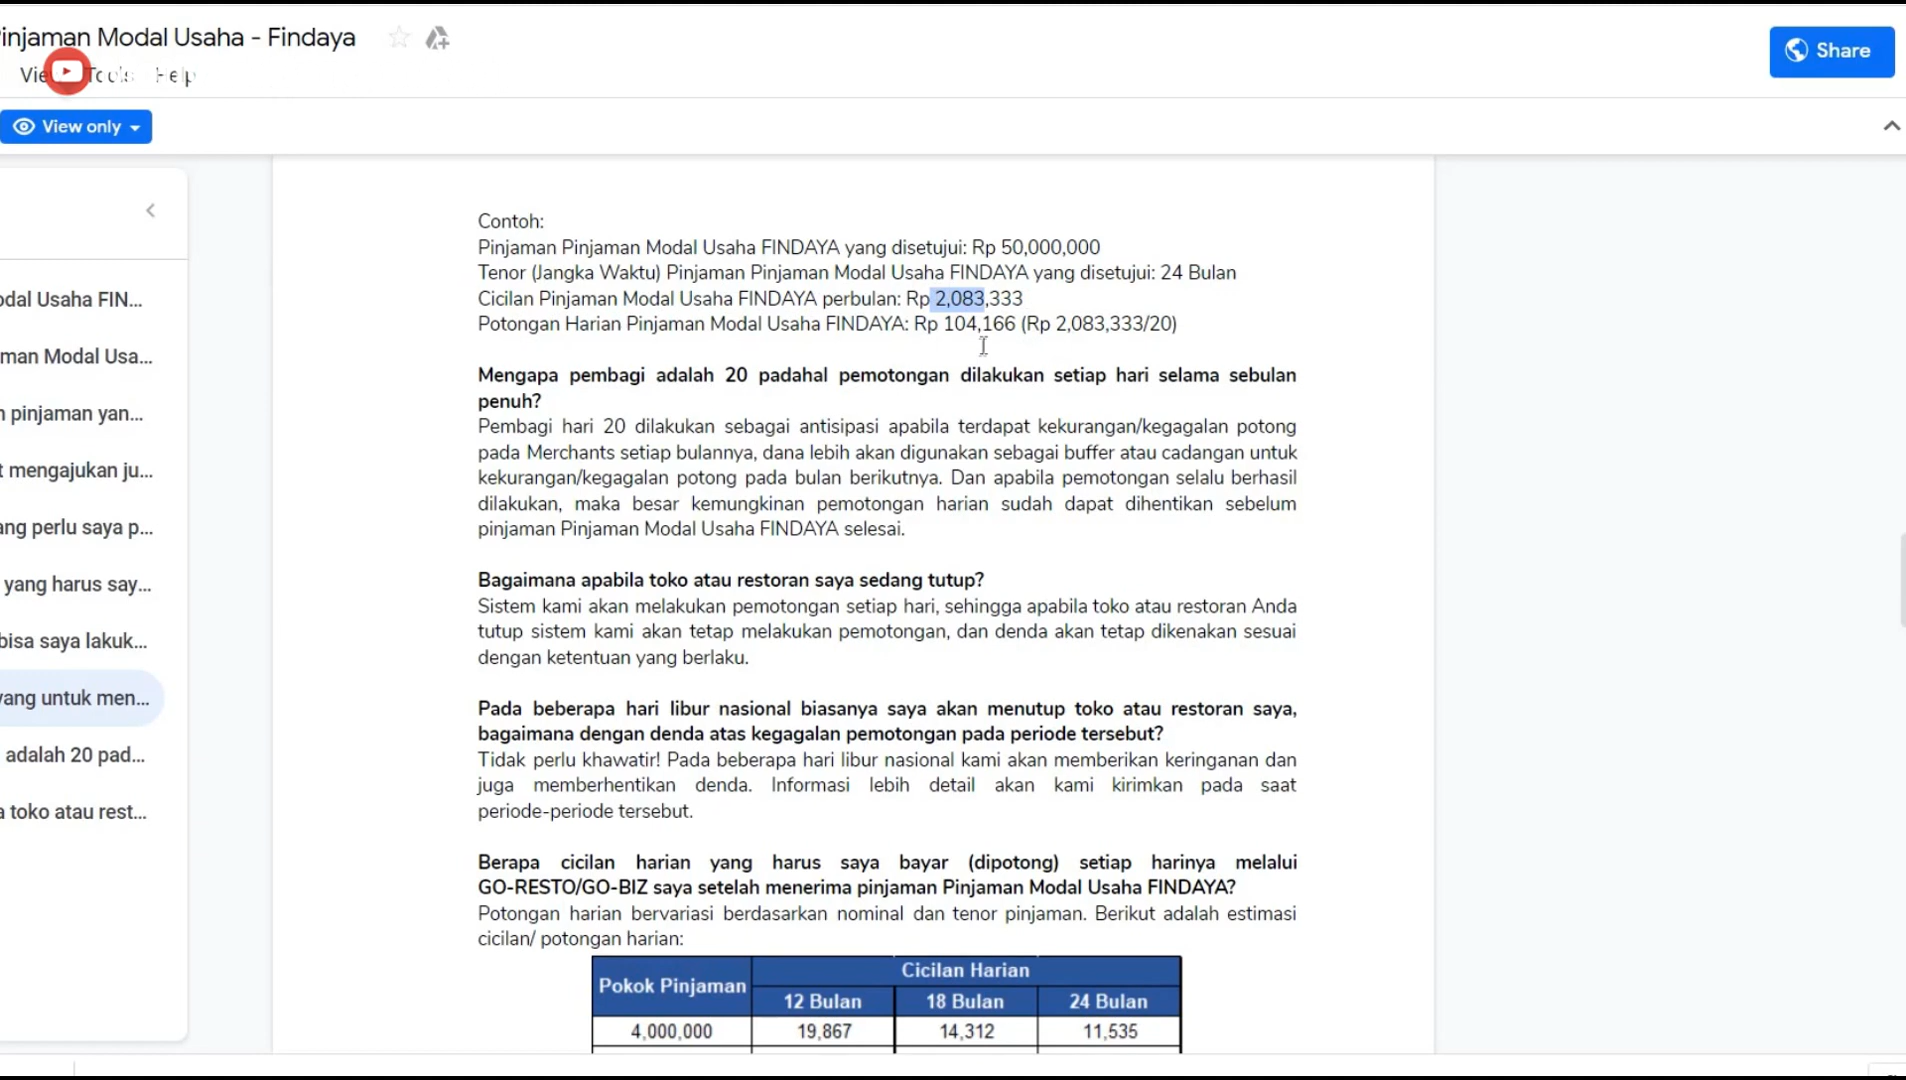 injaman Modal Usaha - Findaya
Share
View Tools Help
View only
odal Usaha FIN...
man Modal Usa...
n pinjaman yan...
t mengajukan ju...
ang perlu saya p...
yang harus say...
bisa saya lakuk...
yang untuk men...
adalah 20 pad...
a toko atau rest...
Contoh:
Pinjaman Pinjaman Modal Usaha FINDAYA yang disetujui: Rp 50,000,000
Tenor (Jangka Waktu) Pinjaman Pinjaman Modal Usaha FINDAYA yang disetujui: 24 Bulan
Cicilan Pinjaman Modal Usaha FINDAYA perbulan: Rp 2,083,333
Potongan Harian Pinjaman Modal Usaha FINDAYA: Rp 104,166 (Rp 2,083,333/20)
Mengapa pembagi adalah 20 padahal pemotongan dilakukan setiap hari selama sebulan
penuh?
Pembagi hari 20 dilakukan sebagai antisipasi apabila terdapat kekurangan/kegagalan potong
pada Merchants setiap bulannya, dana lebih akan digunakan sebagai buffer atau cadangan untuk
kekurangan/kegagalan potong pada bulan berikutnya. Dan apabila pemotongan selalu berhasil
dilakukan, maka besar kemungkinan pemotongan harian sudah dapat dihentikan sebelum
pinjaman Pinjaman Modal Usaha FINDAYA selesai.
Bagaimana apabila toko atau restoran saya sedang tutup?
Sistem kami akan melakukan pemotongan setiap hari, sehingga apabila toko atau restoran Anda
tutup sistem kami akan tetap melakukan pemotongan, dan denda akan tetap dikenakan sesuai
dengan ketentuan yang berlaku.
Pada beberapa hari libur nasional biasanya saya akan menutup toko atau restoran saya,
bagaimana dengan denda atas kegagalan pemotongan pada periode tersebut?
Tidak perlu khawatir! Pada beberapa hari libur nasional kami akan memberikan keringanan dan
juga memberhentikan denda. Informasi lebih detail akan kami kirimkan pada saat
periode-periode tersebut.
Berapa cicilan harian yang harus saya bayar (dipotong) setiap harinya melalui
GO-RESTO/GO-BIZ saya setelah menerima pinjaman Pinjaman Modal Usaha FINDAYA?
Potongan harian bervariasi berdasarkan nominal dan tenor pinjaman. Berikut adalah estimasi
cicilan/ potongan harian:
Pokok Pinjaman Cicilan Harian
12 Bulan 18 Bulan 24 Bulan
4,000,000 19,867 14,312 11,535